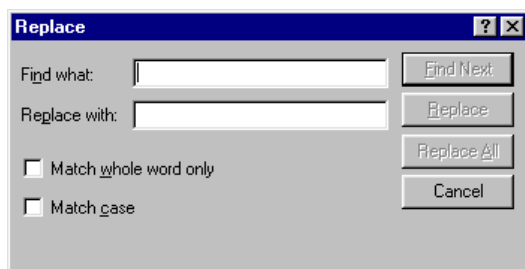 Replace
Find what:
Find Next
Replace with:
Replace
Match whole word only
Replace All
Match case
Cancel